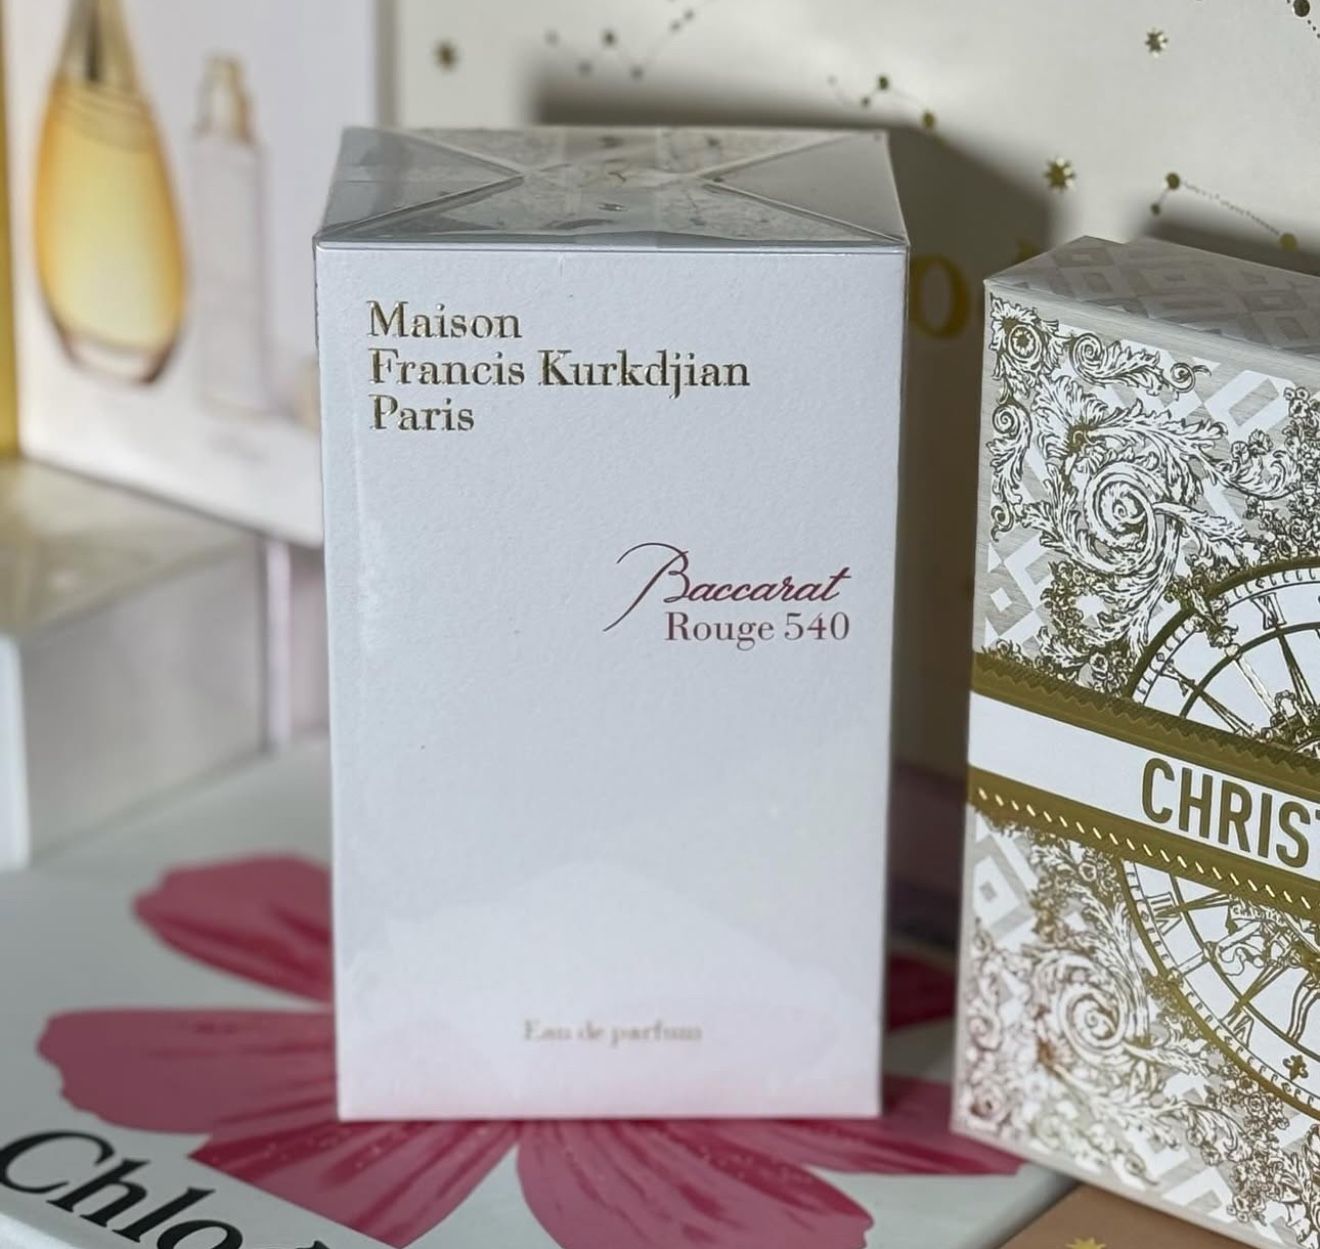 Maison
Francis Kurkdjian
Paris
Baccarat
Rouge 540
Eau de parfum
CHRIST
Chlo